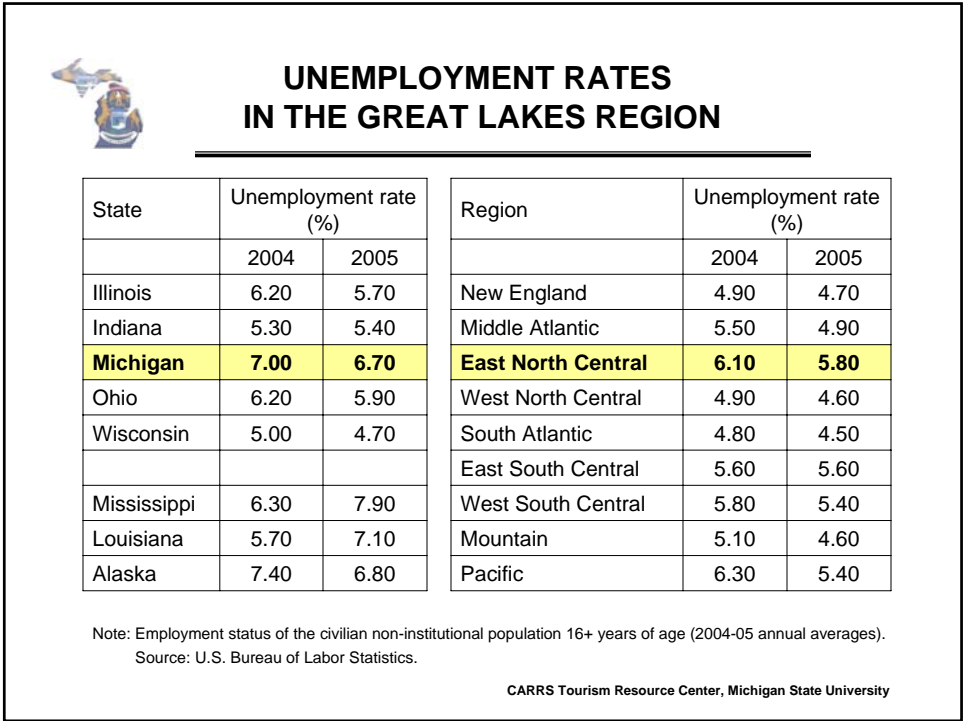 UNEMPLOYMENT RATES
IN THE GREAT LAKES REGION
State Unemployment rate
(%)
2004 2005
Illinois 6.20 5.70
Indiana 5.30 5.40
Michigan 7.00 6.70
Ohio 6.20 5.90
Wisconsin 5.00 4.70
Mississippi 6.30 7.90
Louisiana 5.70 7.10
Alaska 7.40 6.80
Region Unemployment rate
(%)
2004 2005
New England 4.90 4.70
Middle Atlantic 5.50 4.90
East North Central 6.10 5.80
West North Central 4.90 4.60
South Atlantic 4.80 4.50
East South Central 5.60 5.60
West South Central 5.80 5.40
Mountain 5.10 4.60
Pacific 6.30 5.40
Note: Employment status of the civilian non-institutional population 16+ years of age (2004-05 annual averages).
Source: U.S. Bureau of Labor Statistics.
CARRS Tourism Resource Center, Michigan State University